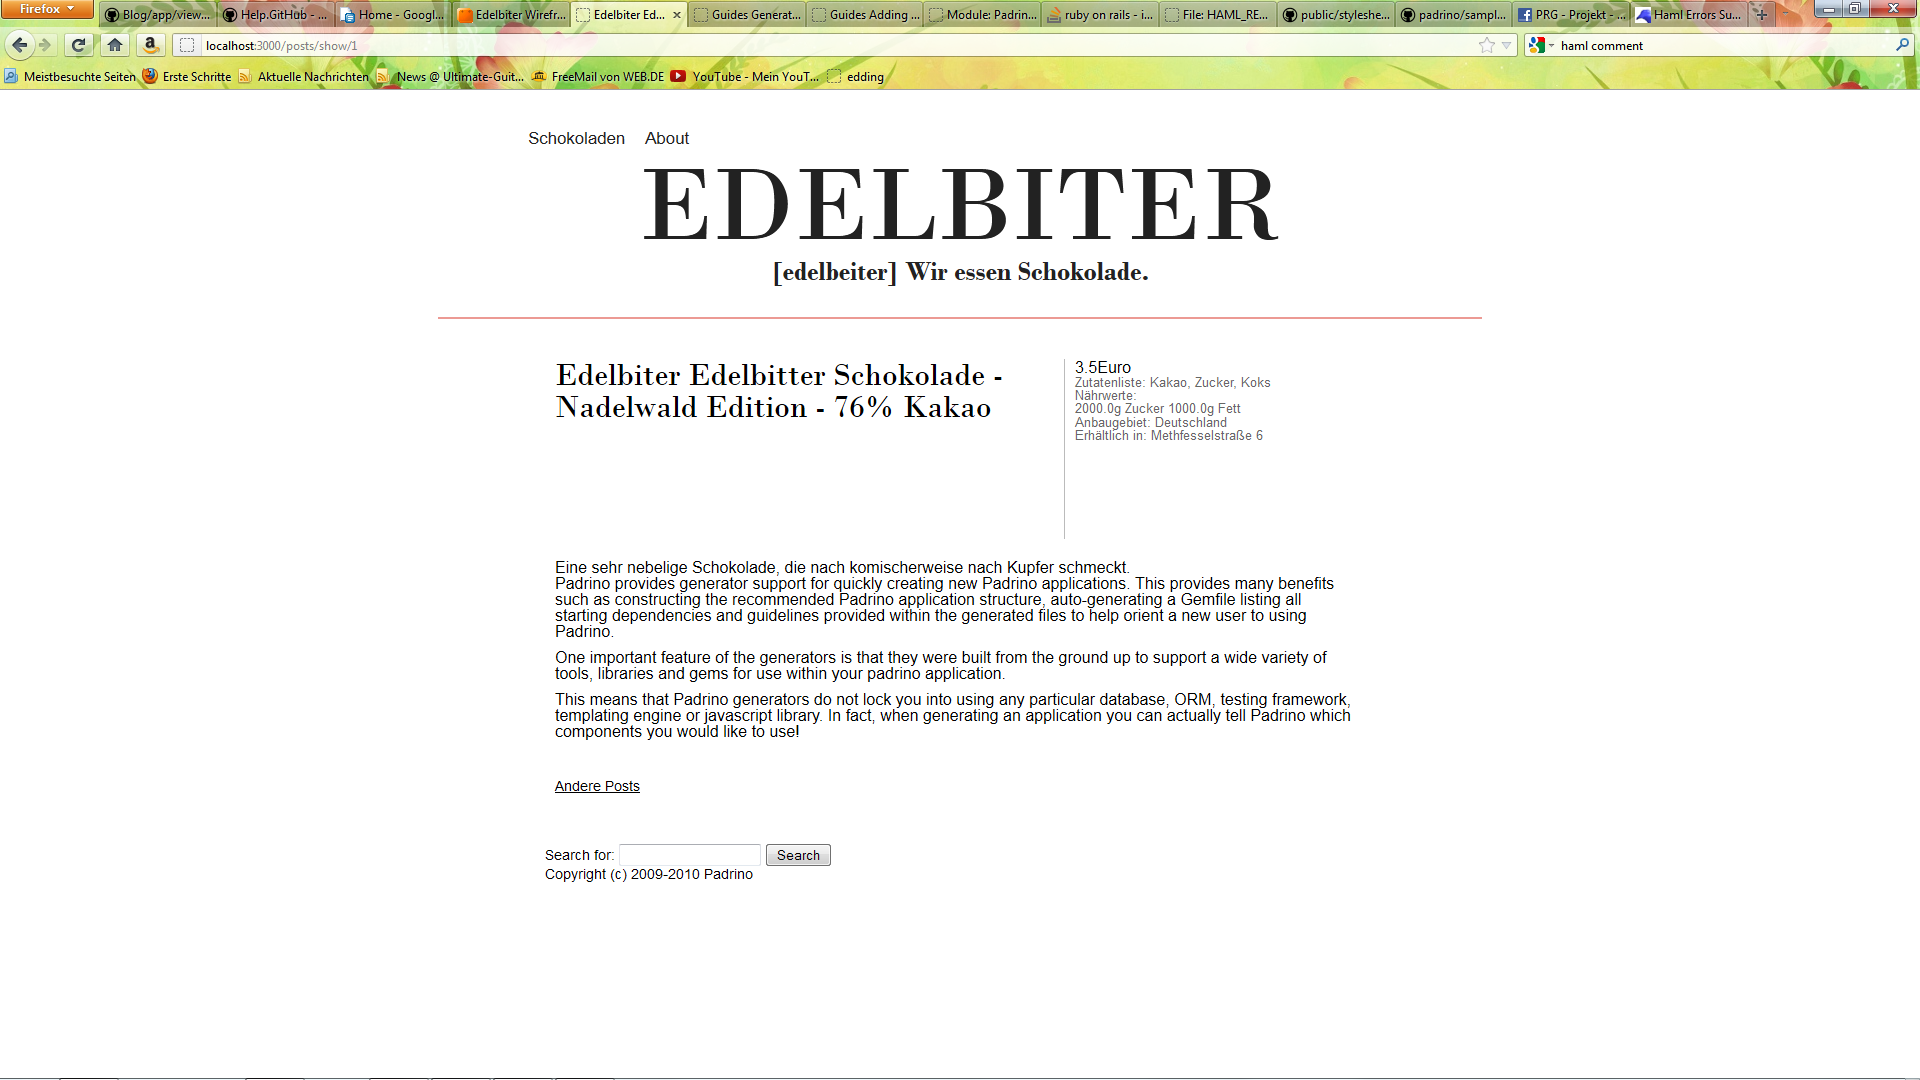 Firefox
Blog/app/view...
Help.GitHub - ...
Home - Googl...
Edelbiter Wirefr...
Edelbiter Ed...
Guides Generat...
Guides Adding ...
Module: Padrin...
ruby on rails - i...
File: HAML_RE...
public/styleshe...
padrino/sampl...
PRG - Projekt - ...
Haml Errors Su...
localhost:3000/posts/show/1
haml comment
Meistbesuchte Seiten
Erste Schritte
Aktuelle Nachrichten
News @ Ultimate-Guit...
FreeMail von WEB.DE
YouTube - Mein YouT...
edding
Schokoladen About
EDELBITER
[edelbeiter] Wir essen Schokolade.
Edelbiter Edelbitter Schokolade -
Nadelwald Edition - 76% Kakao
3.5Euro
Zutatenliste: Kakao, Zucker, Koks
Nährwerte:
2000.0g Zucker 1000.0g Fett
Anbaugebiet: Deutschland
Erhältlich in: Methfesselstraße 6
Eine sehr nebelige Schokolade, die nach komischerweise nach Kupfer schmeckt.
Padrino provides generator support for quickly creating new Padrino applications. This provides many benefits
such as constructing the recommended Padrino application structure, auto-generating a Gemfile listing all
starting dependencies and guidelines provided within the generated files to help orient a new user to using
Padrino.
One important feature of the generators is that they were built from the ground up to support a wide variety of
tools, libraries and gems for use within your padrino application.
This means that Padrino generators do not lock you into using any particular database, ORM, testing framework,
templating engine or javascript library. In fact, when generating an application you can actually tell Padrino which
components you would like to use!
Andere Posts
Search for: Search
Copyright (c) 2009-2010 Padrino